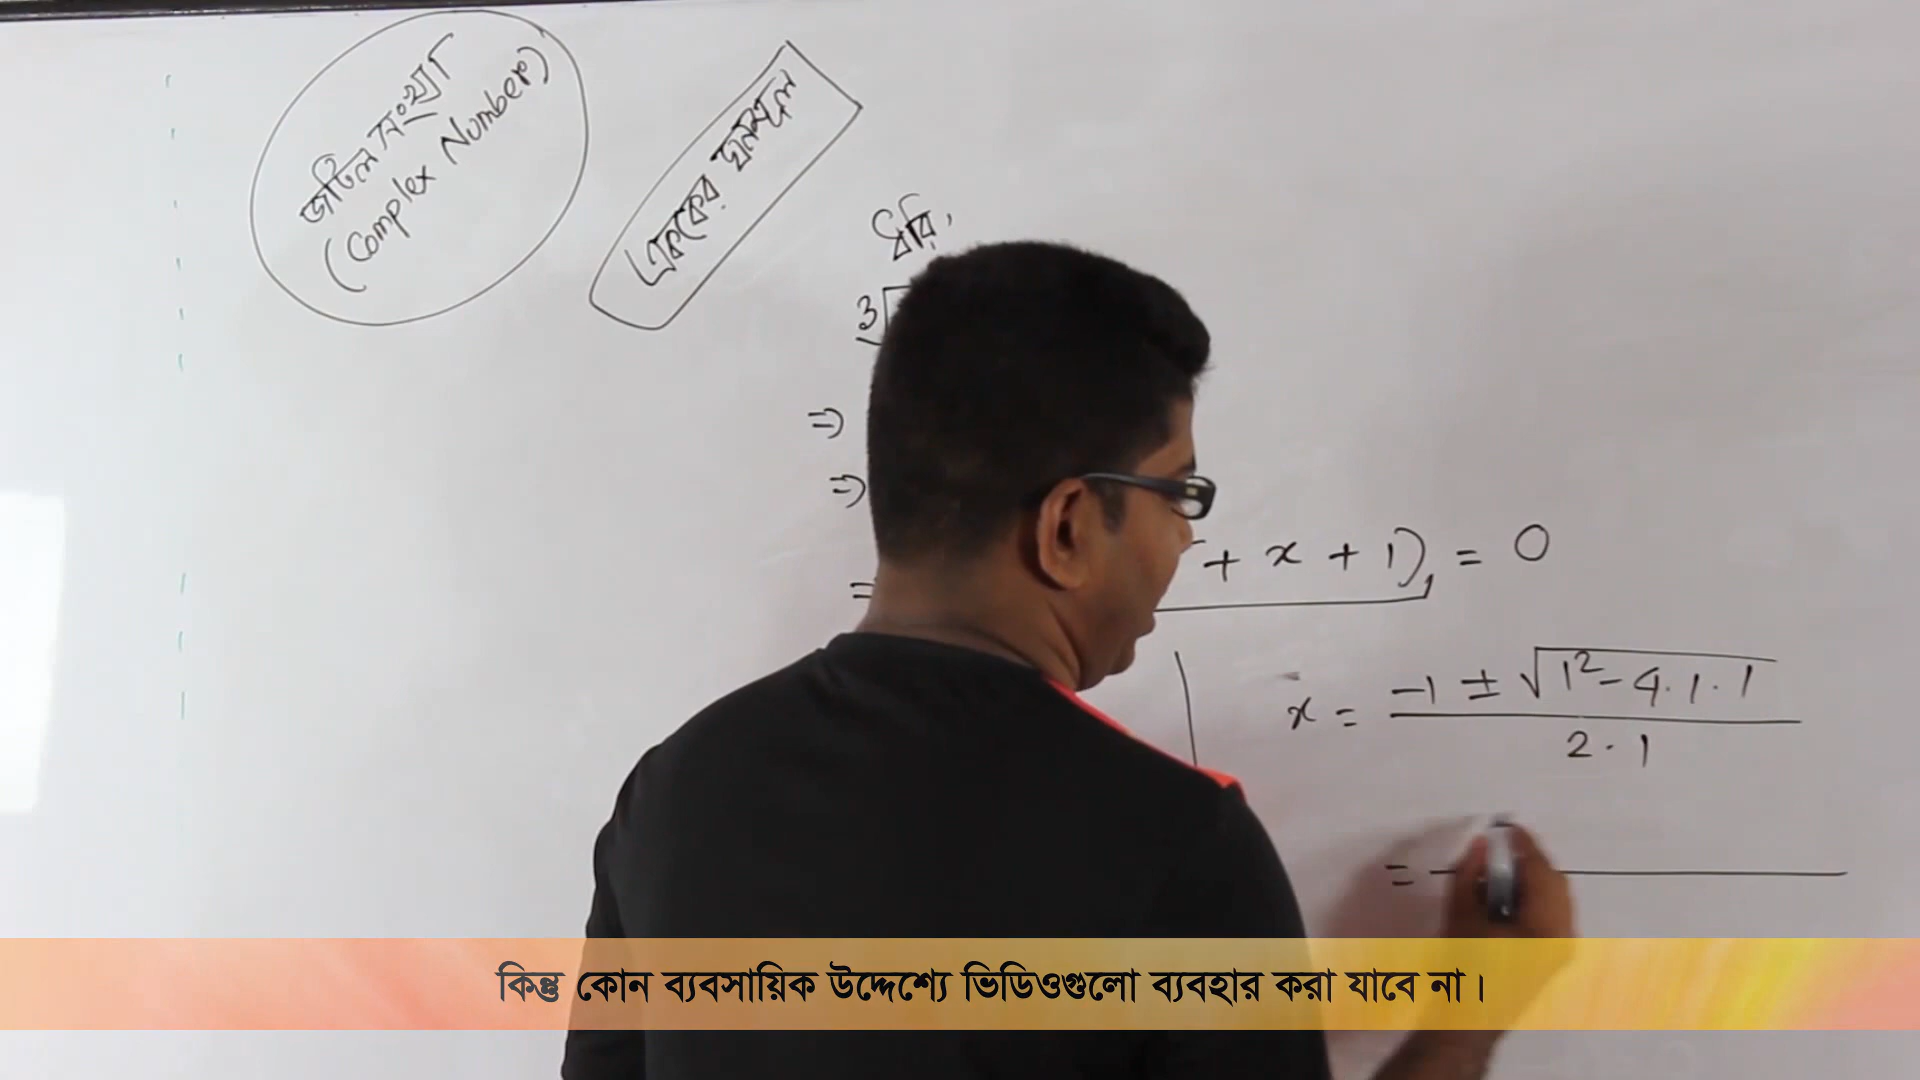 জটিল সংখ্যা
(Complex Number)
এককের ঘনমূল
ধরি,
3√
⇒
⇒
=
+ x + 1) = 0
x = -1 ± √1² - 4.1.1
2.1
=
কিন্তু কোন ব্যবসায়িক উদ্দেশ্যে ভিডিওগুলো ব্যবহার করা যাবে না।